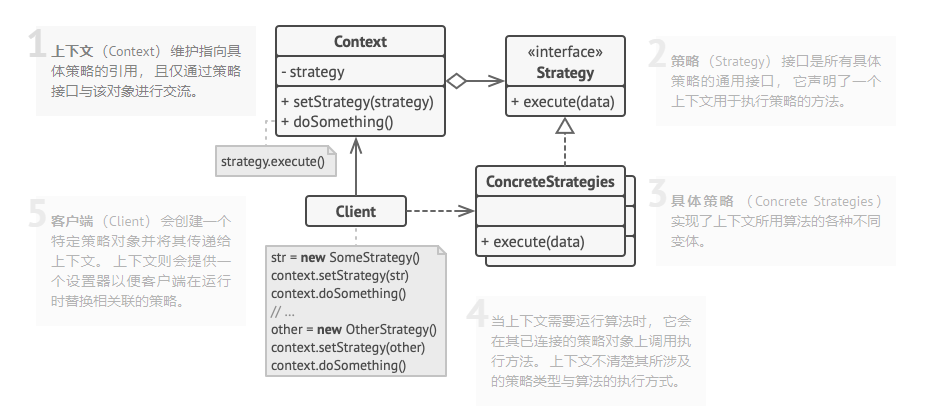 1
上下文（Context）维护指向具
体策略的引用，且仅通过策略
接口与该对象进行交流。
Context
- strategy
+ setStrategy(strategy)
+ doSomething()
strategy.execute()
«interface»
Strategy
+ execute(data)
2
策略（Strategy）接口是所有具体
策略的通用接口，它声明了一个
上下文用于执行策略的方法。
ConcreteStrategies
+ execute(data)
3
具体策略（Concrete Strategies）
实现了上下文所用算法的各种不同
变体。
5
客户端（Client）会创建一个
特定策略对象并将其传递给
上下文。上下文则会提供一
个设置器以便客户端在运行
时替换相关联的策略。
Client
str = new SomeStrategy()
context.setStrategy(str)
context.doSomething()
// ...
other = new OtherStrategy()
context.setStrategy(other)
context.doSomething()
4
当上下文需要运行算法时，它会
在其已连接的策略对象上调用执
行方法。上下文不清楚其所涉及
的策略类型与算法的执行方式。